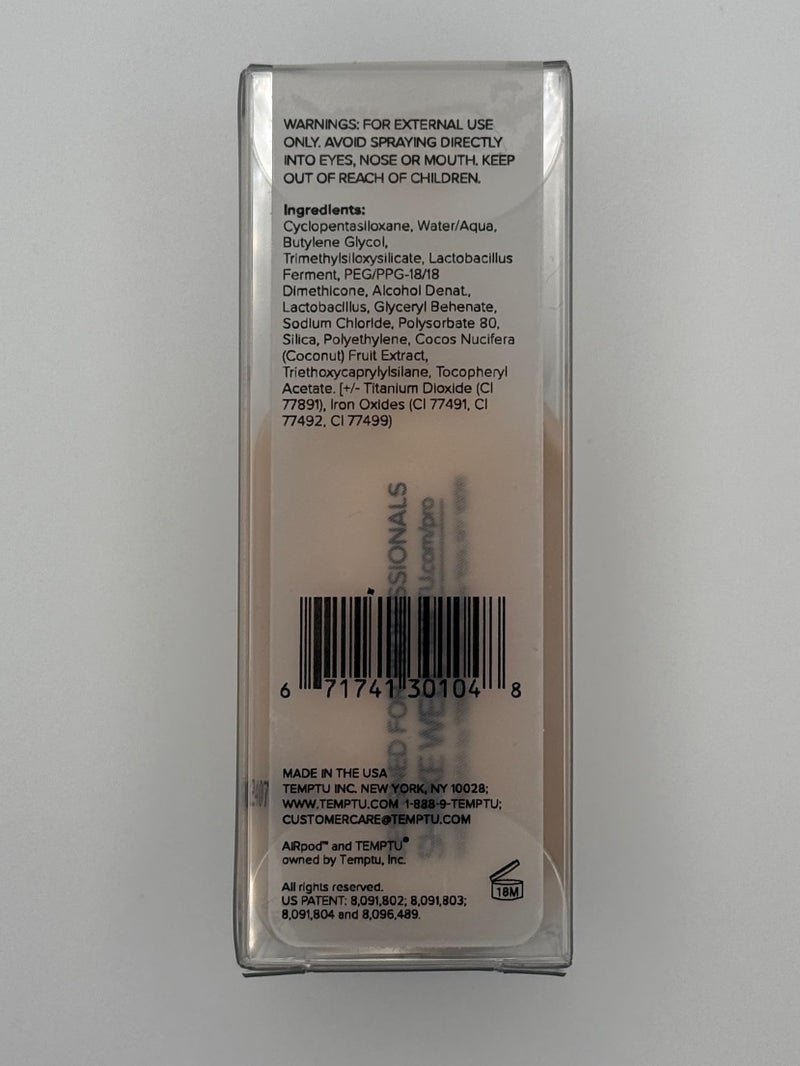 WARNINGS: FOR EXTERNAL USE
ONLY. AVOID SPRAYING DIRECTLY
INTO EYES, NOSE OR MOUTH. KEEP
OUT OF REACH OF CHILDREN.
Ingredients:
Cyclopentasiloxane, Water/Aqua,
Butylene Glycol,
Trimethylsiloxysilicate, Lactobacillus
Ferment, PEG/PPG-18/18
Dimethicone, Alcohol Denat.,
Lactobacillus, Glyceryl Behenate,
Sodium Chloride, Polysorbate 80,
Silica, Polyethylene, Cocos Nucifera
(Coconut) Fruit Extract,
Triethoxycaprylylsilane, Tocopheryl
Acetate. [+/- Titanium Dioxide (CI
77891), Iron Oxides (CI 77491, CI
77492, CI 77499)
6 71741 30104 8
MADE IN THE USA
TEMPTU INC. NEW YORK, NY 10028;
WWW.TEMPTU.COM 1-888-9-TEMPTU;
CUSTOMERCARE@TEMPTU.COM
AIRpod™ and TEMPTU®
owned by Temptu, Inc.
18M
All rights reserved.
US PATENT: 8,091,802; 8,091,803;
8,091,804 and 8,096,489.